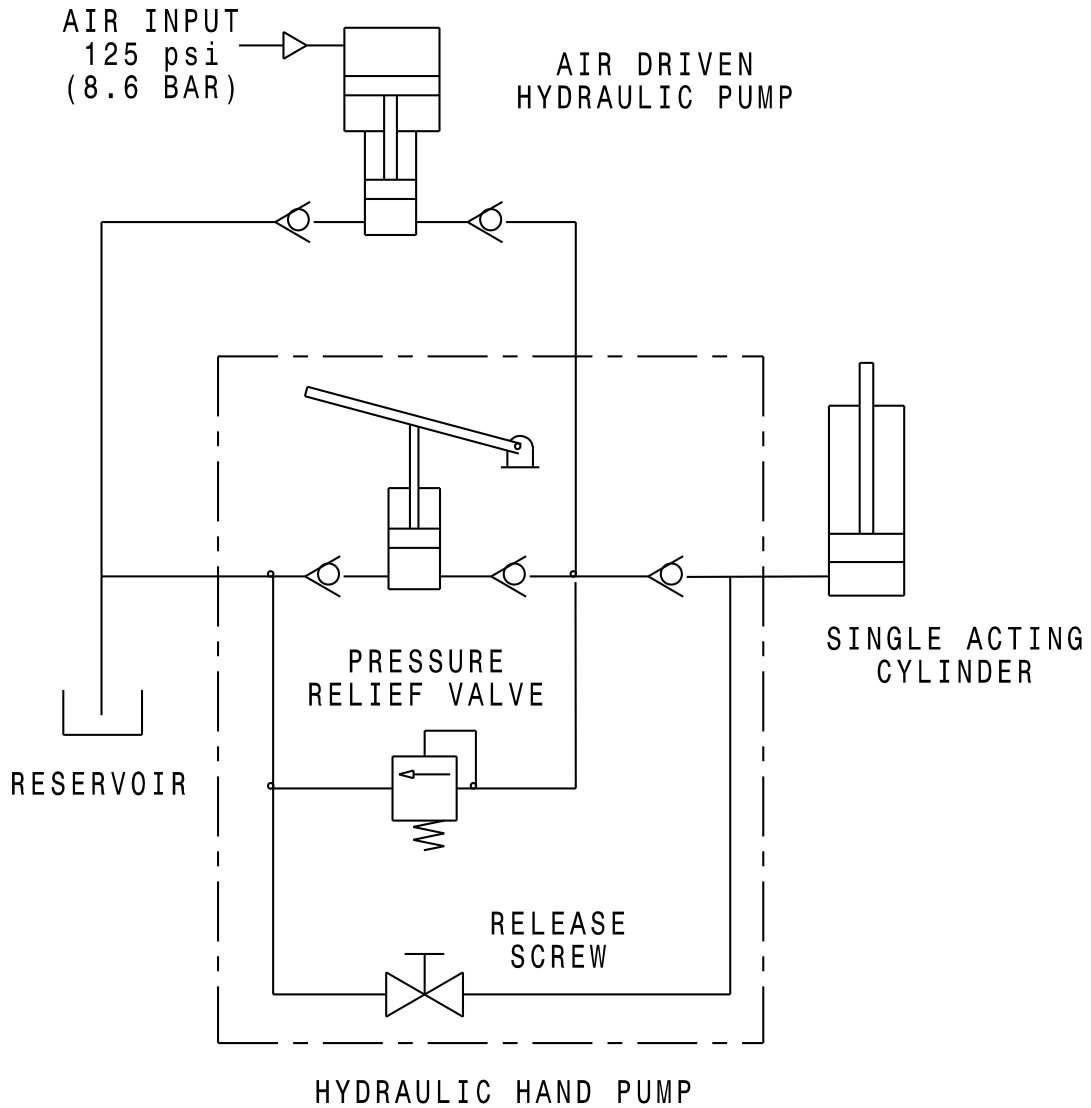 AIR INPUT
125 psi
(8.6 BAR)
AIR DRIVEN
HYDRAULIC PUMP
SINGLE ACTING
CYLINDER
PRESSURE
RELIEF VALVE
RESERVOIR
RELEASE
SCREW
HYDRAULIC HAND PUMP